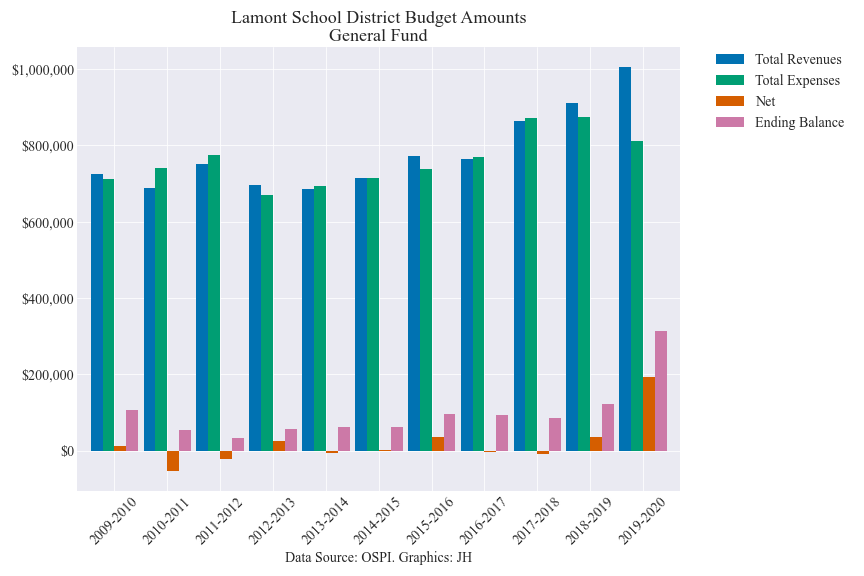 Lamont School District Budget Amounts
General Fund
Total Revenues
Total Expenses
Net
Ending Balance
$1,000,000
$800,000
$600,000
$400,000
$200,000
$0
2009-2010
2010-2011
2011-2012
2012-2013
2013-2014
2014-2015
2015-2016
2016-2017
2017-2018
2018-2019
2019-2020
Data Source: OSPI. Graphics: JH